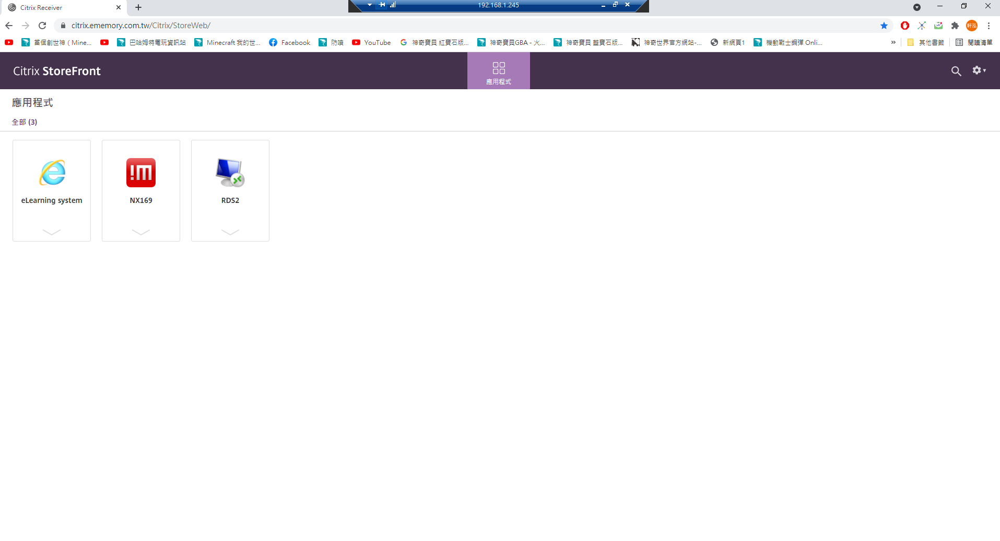 Citrix Receiver
192.168.1.245
citrix.ememory.com.tw/Citrix/StoreWeb/
軒泓
當個創世神 ( Mine...
巴哈姆特電玩資訊站
Minecraft 我的世...
Facebook
防噴
YouTube
神奇寶貝 紅寶石版...
神奇寶貝GBA - 火...
神奇寶貝 藍寶石版...
神奇世界官方網站-...
新網頁1
機動戰士鋼彈 Onli...
»
其他書籤
閱讀清單
Citrix StoreFront
應用程式
應用程式
全部 (3)
eLearning system
NX169
RDS2